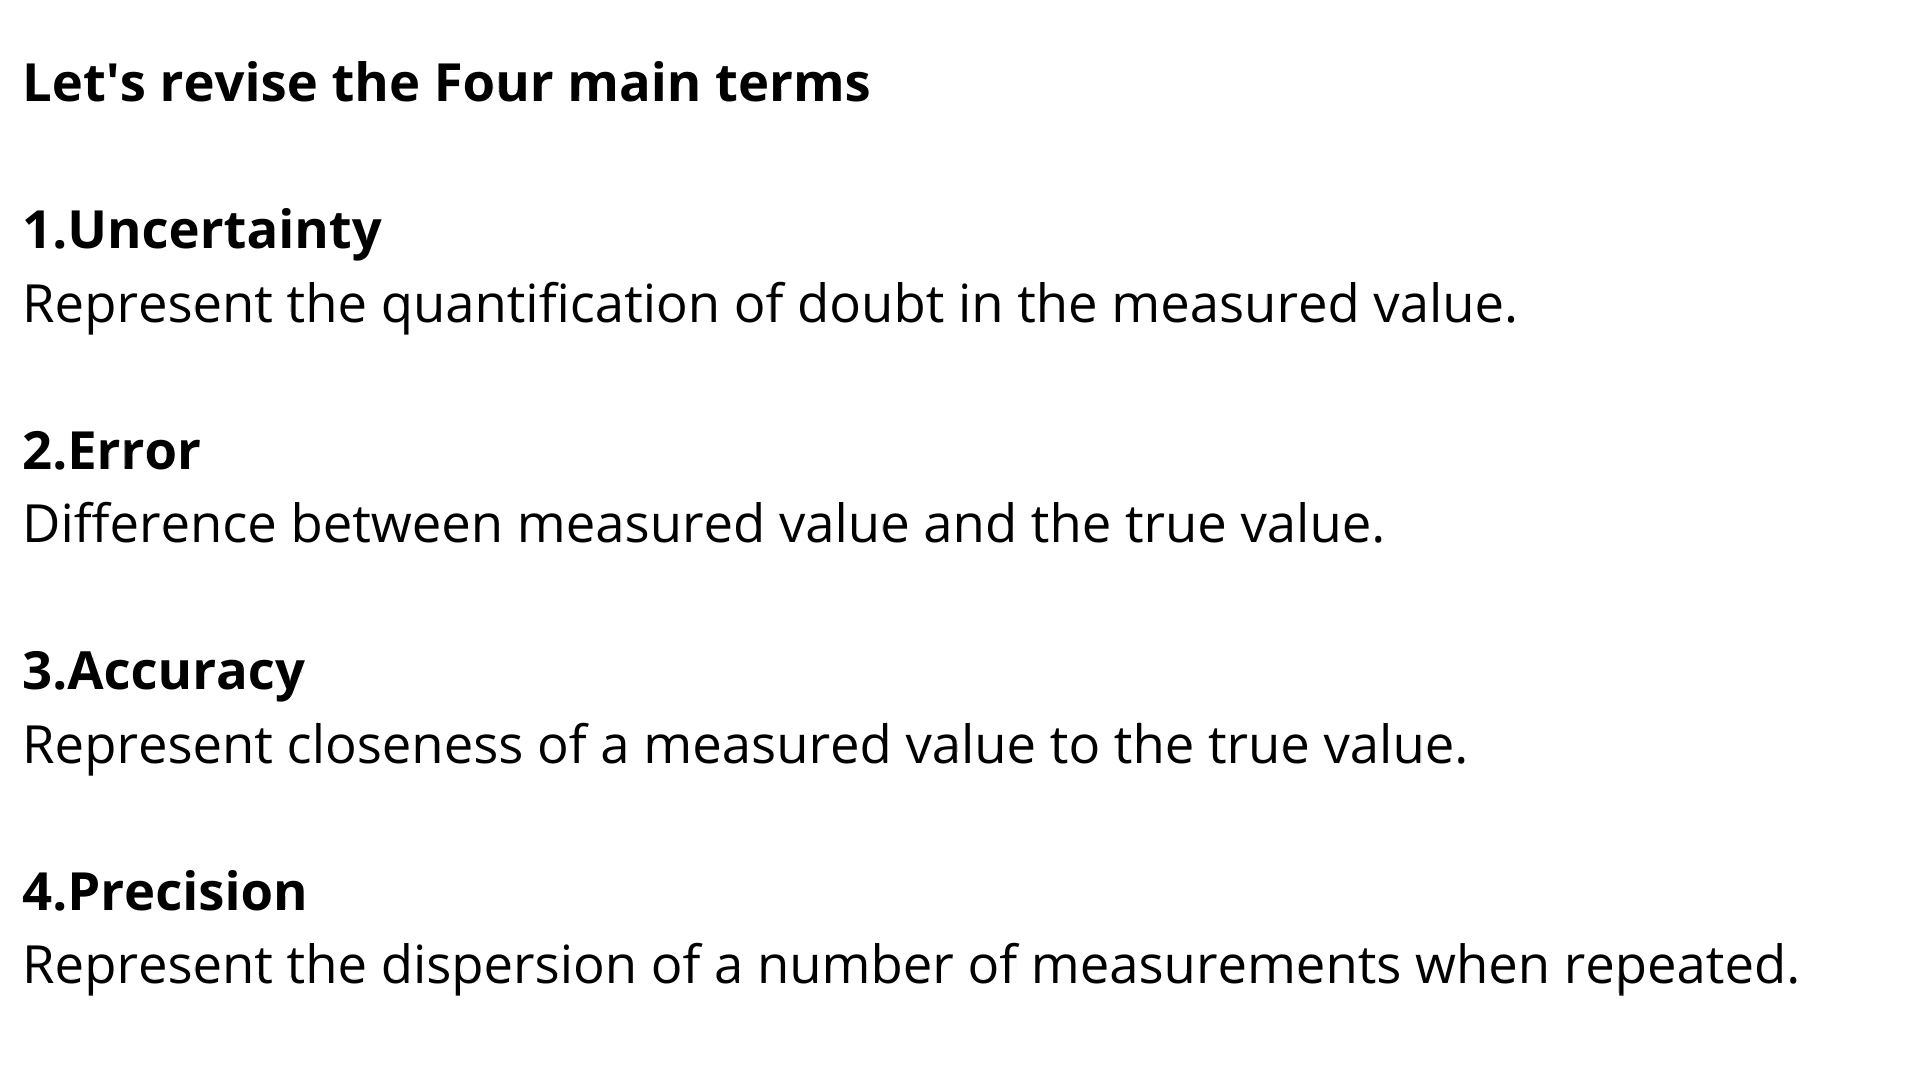 Let's revise the Four main terms
1.Uncertainty
Represent the quantification of doubt in the measured value.
2.Error
Difference between measured value and the true value.
3.Accuracy
Represent closeness of a measured value to the true value.
4.Precision
Represent the dispersion of a number of measurements when repeated.